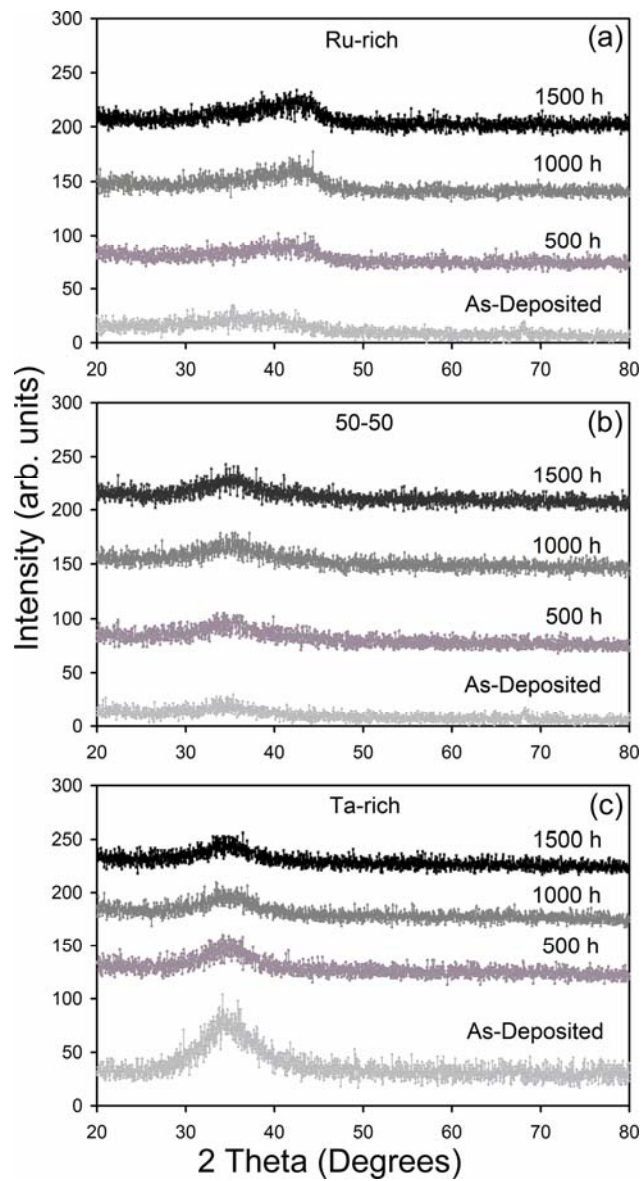 300
Ru-rich
(a)
250
1500 h
200
1000 h
150
500 h
100
As-Deposited
50
0
20 30 40 50 60 70 80
300
50-50
(b)
250
1500 h
200
1000 h
150
500 h
100
As-Deposited
50
0
20 30 40 50 60 70 80
Intensity (arb. units)
300
Ta-rich
(c)
250
1500 h
200
1000 h
150
500 h
100
As-Deposited
50
0
20 30 40 50 60 70 80
2 Theta (Degrees)